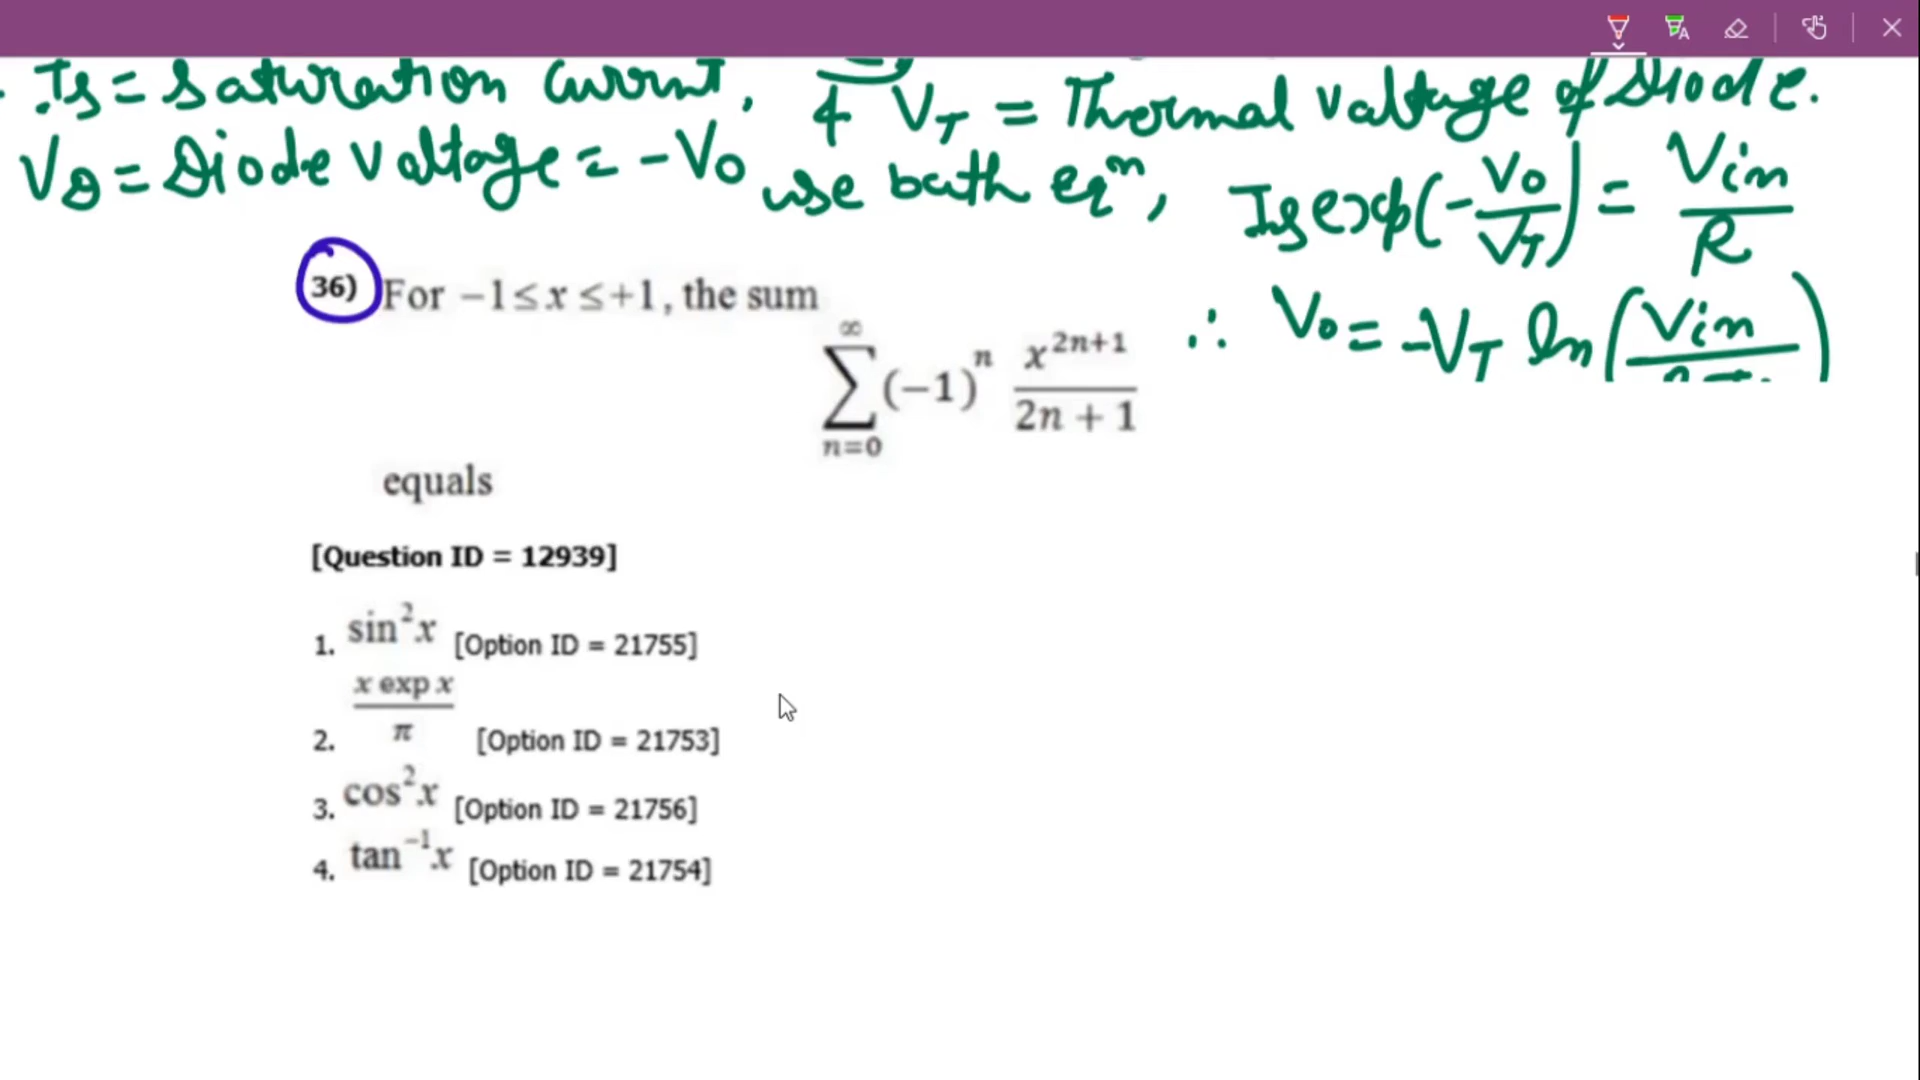 Is = Saturation Current, & VT = Thermal Voltage of Diode.
VD = Diode Voltage = -Vo use both eqn, Is exp(-Vo/VT) = Vin/R
∴ Vo = -VT ln(Vin/
36) For −1 ≤ x ≤ +1, the sum
∑_{n=0}^{∞} (−1)^n x^{2n+1}/(2n + 1)
equals
[Question ID = 12939]
1. sin²x [Option ID = 21755]
2. x exp x/π [Option ID = 21753]
3. cos²x [Option ID = 21756]
4. tan⁻¹x [Option ID = 21754]